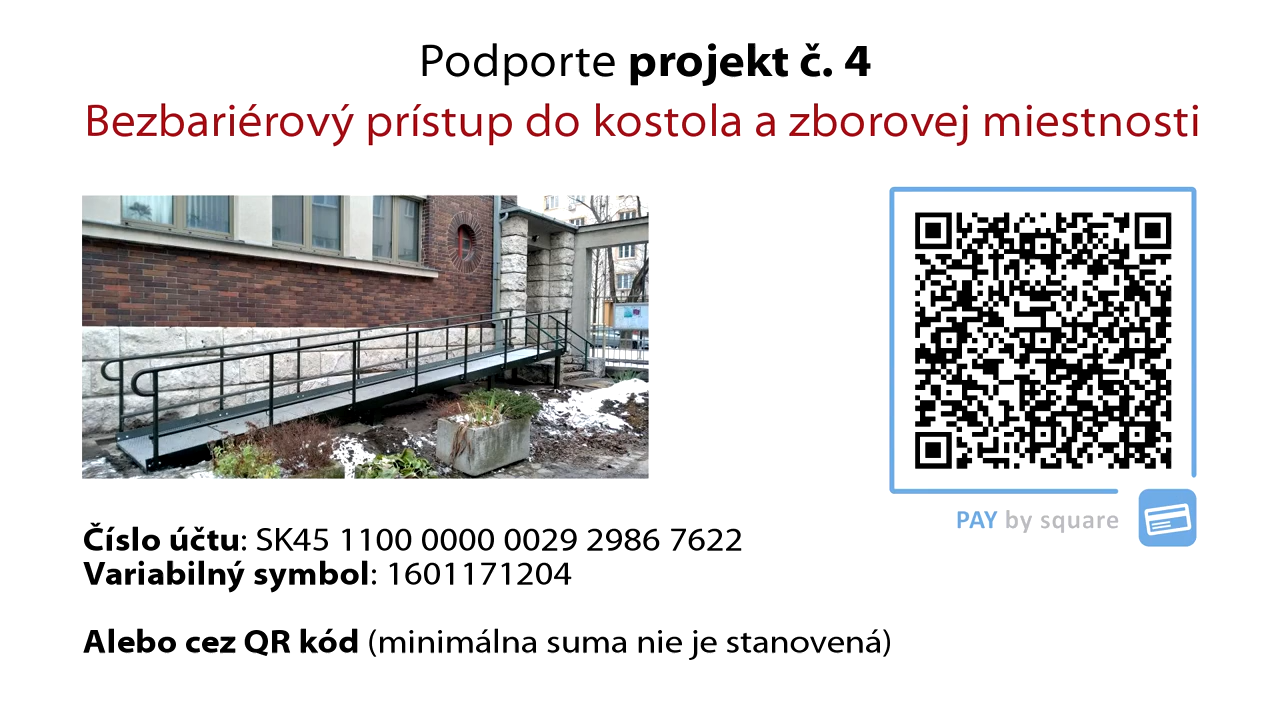 Podporte projekt č. 4
Bezbariérový prístup do kostola a zborovej miestnosti
PAY by square
Číslo účtu: SK45 1100 0000 0029 2986 7622
Variabilný symbol: 1601171204
Alebo cez QR kód (minimálna suma nie je stanovená)